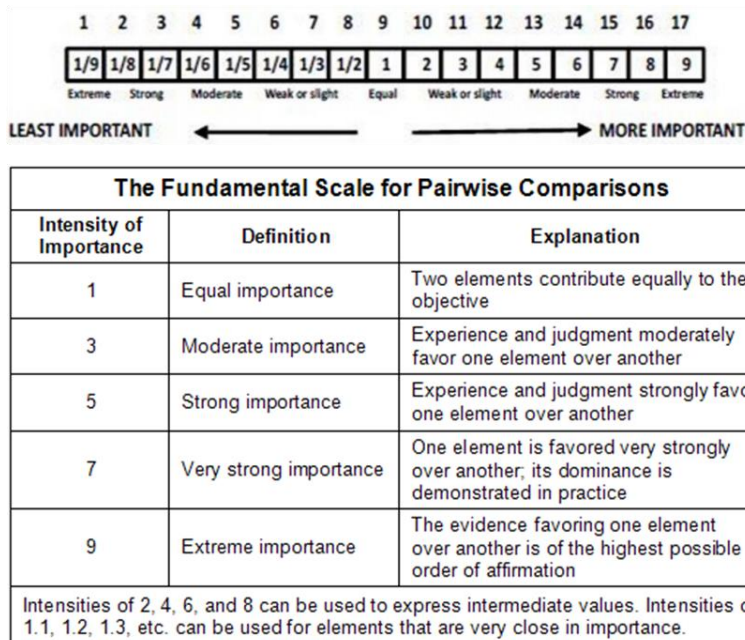 1 2 3 4 5 6 7 8 9 10 11 12 13 14 15 16 17
1/9 1/8 1/7 1/6 1/5 1/4 1/3 1/2 1 2 3 4 5 6 7 8 9
Extreme Strong Moderate Weak or slight Equal Weak or slight Moderate Strong Extreme
LEAST IMPORTANT MORE IMPORTANT
The Fundamental Scale for Pairwise Comparisons
Intensity of
Importance
Definition
Explanation
1
Equal importance
Two elements contribute equally to the
objective
3
Moderate importance
Experience and judgment moderately
favor one element over another
5
Strong importance
Experience and judgment strongly
one element over another
7
Very strong importance
One element is favored very strongly
over another; its dominance is
demonstrated in practice
9
Extreme importance
The evidence favoring one element
over another is of the highest possible
order of affirmation
Intensities of 2, 4, 6, and 8 can be used to express intermediate values. Intensities
1.1, 1.2, 1.3, etc. can be used for elements that are very close in importance.